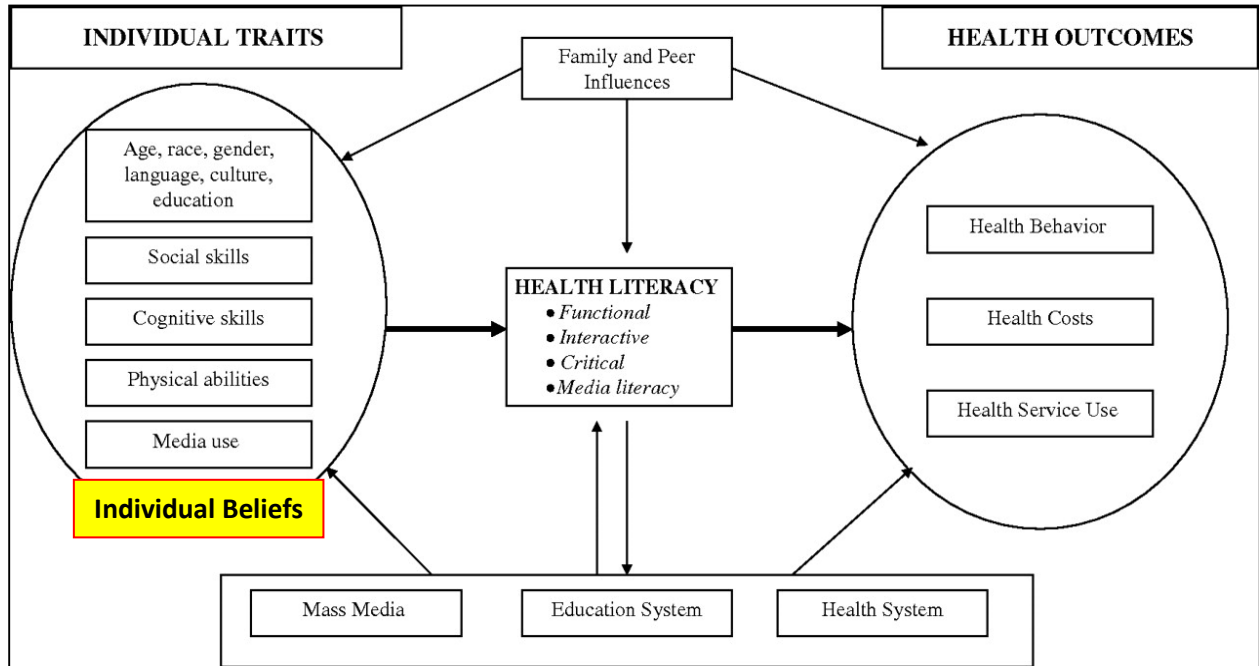 INDIVIDUAL TRAITS
Family and Peer
Influences
HEALTH OUTCOMES
Age, race, gender,
language, culture,
education
Social skills
Cognitive skills
Physical abilities
Media use
Individual Beliefs
HEALTH LITERACY
• Functional
• Interactive
• Critical
• Media literacy
Health Behavior
Health Costs
Health Service Use
Mass Media
Education System
Health System